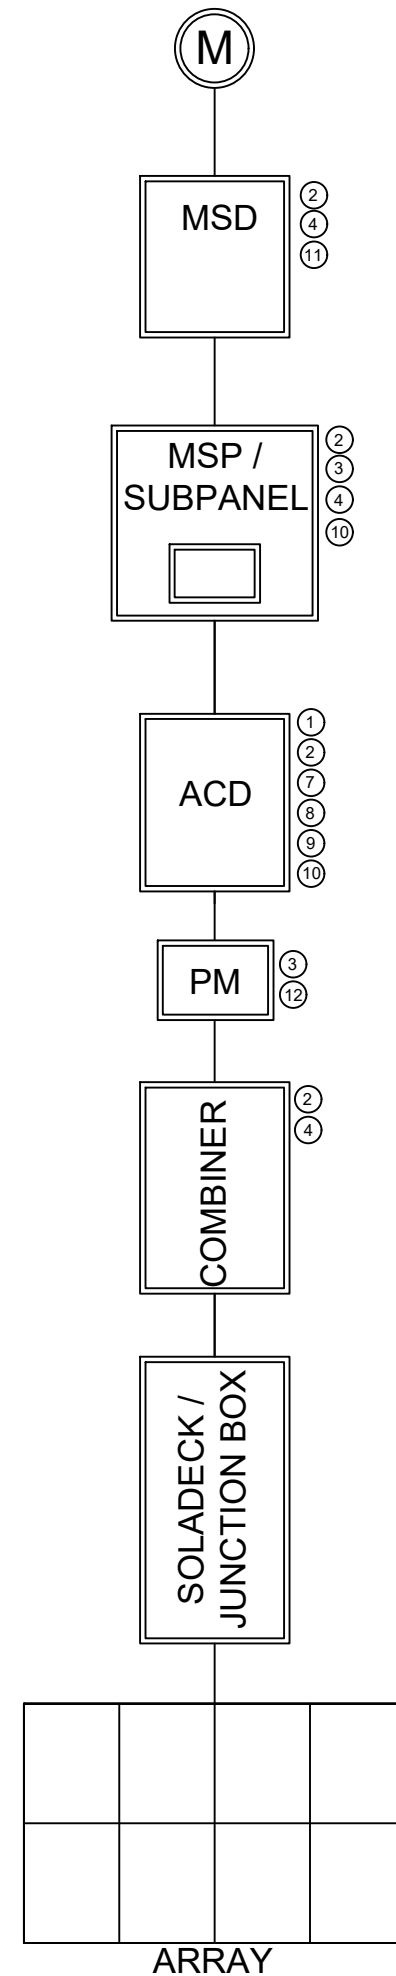 M
MSD
2
4
11
MSP /
SUBPANEL
2
3
4
10
ACD
1
2
7
8
9
10
PM
3
12
COMBINER
2
4
SOLADECK /
JUNCTION BOX
ARRAY